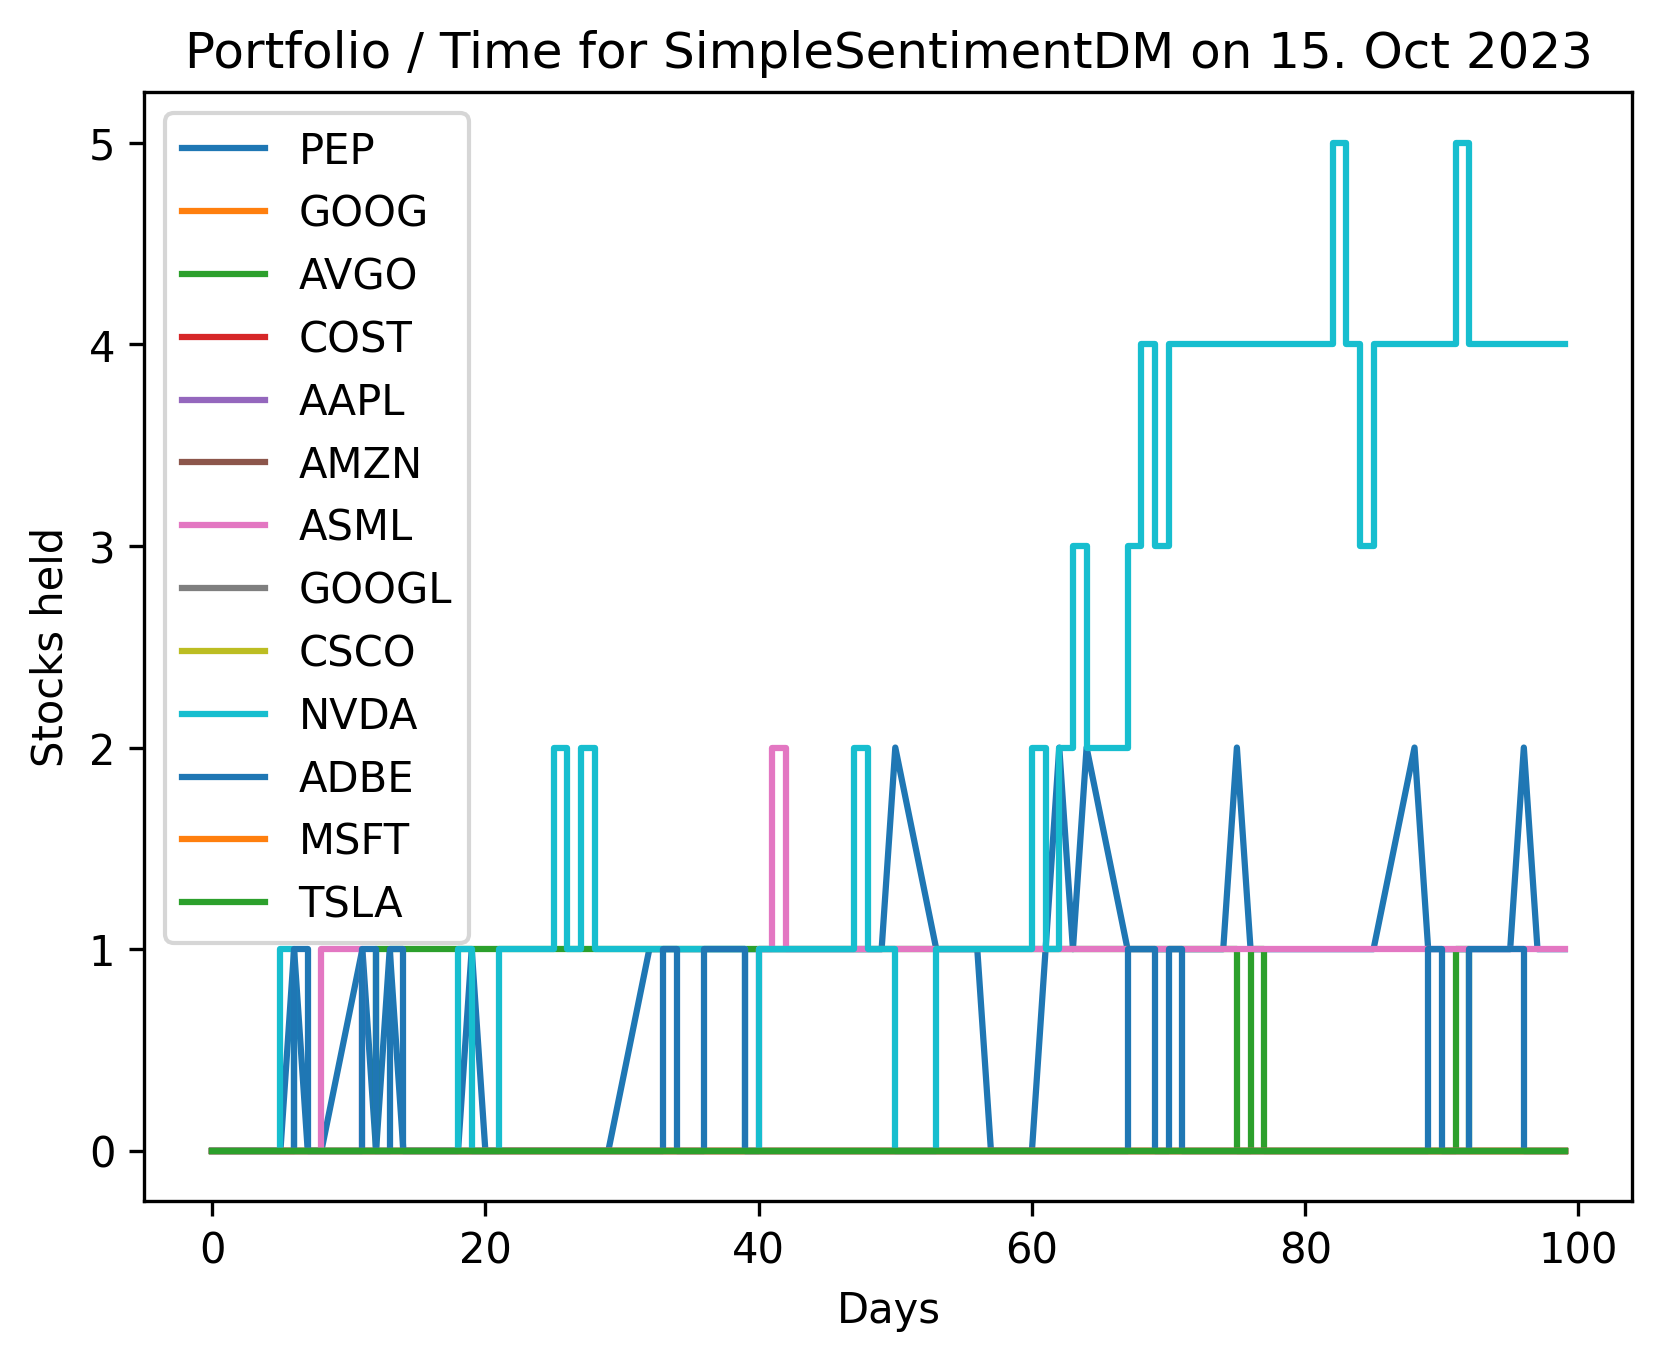 Portfolio / Time for SimpleSentimentDM on 15. Oct 2023
5
4
3
2
1
0
Stocks held
PEP
GOOG
AVGO
COST
AAPL
AMZN
ASML
GOOGL
CSCO
NVDA
ADBE
MSFT
TSLA
0 20 40 60 80 100
Days